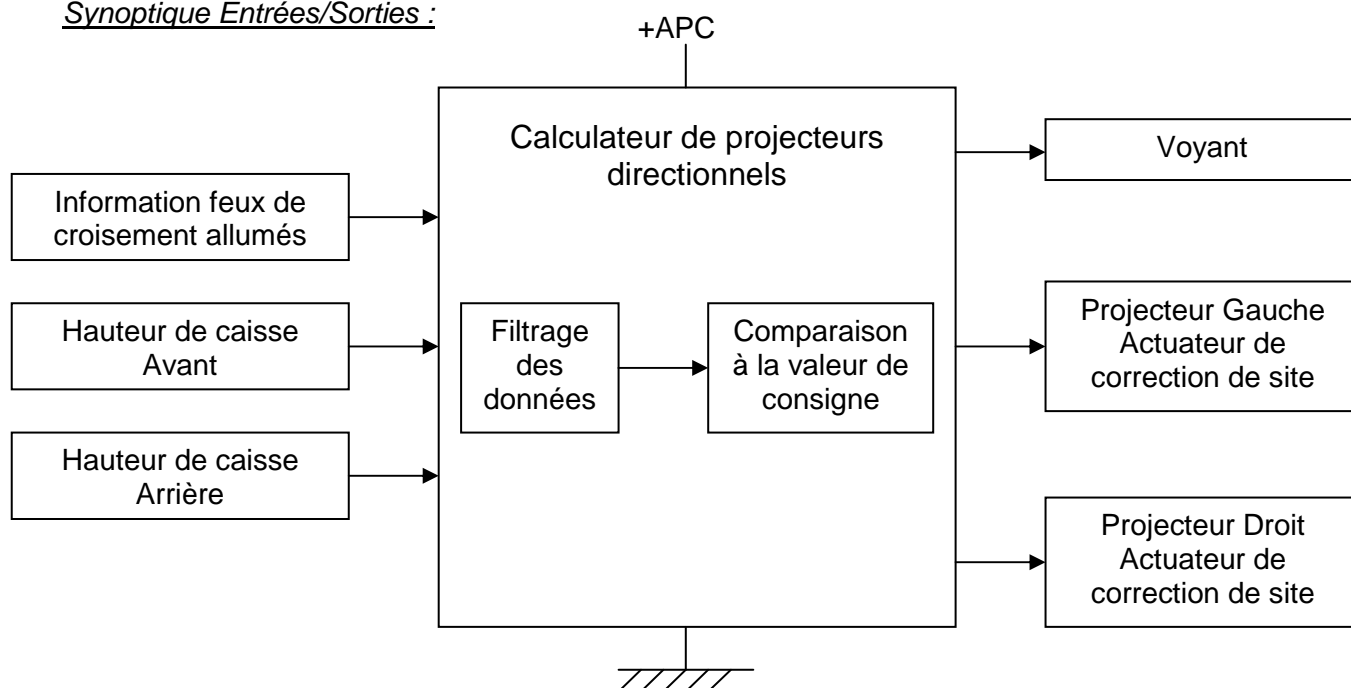 Synoptique Entrées/Sorties :
+APC
Calculateur de projecteurs
directionnels
Information feux de
croisement allumés
Hauteur de caisse
Avant
Hauteur de caisse
Arrière
Filtrage
des
données
Comparaison
à la valeur de
consigne
Voyant
Projecteur Gauche
Actuateur de
correction de site
Projecteur Droit
Actuateur de
correction de site